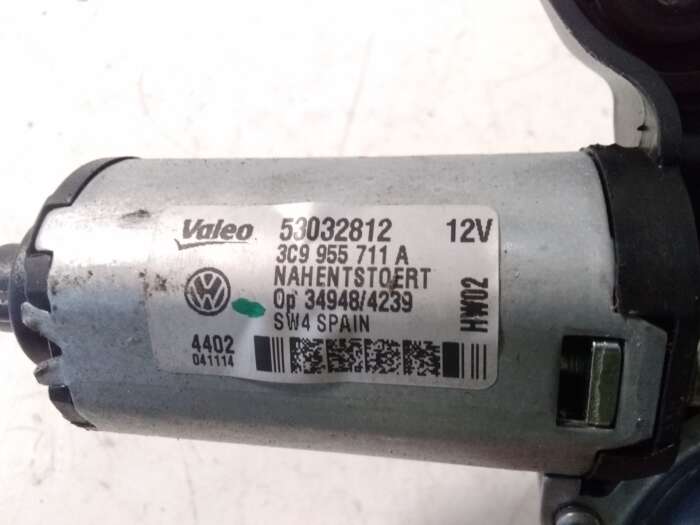 Valeo 53032812 12V
3C9 955 711 A
NAHENTSTOERT
Op 34948/4239
SW4 SPAIN
HW02
4402
041114